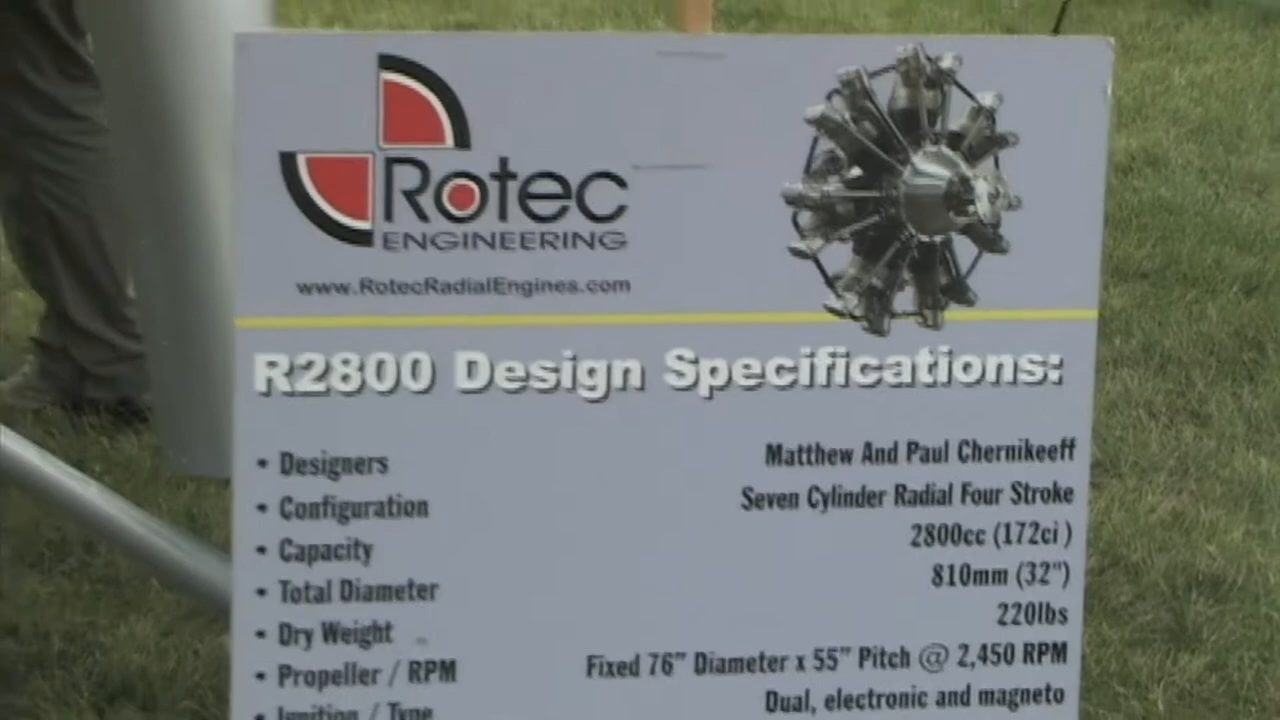 Rotec
ENGINEERING
www.RotecRadialEngines.com
R2800 Design Specifications:
• Designers Matthew And Paul Chernikeeff
• Configuration Seven Cylinder Radial Four Stroke
• Capacity 2800cc (172ci )
• Total Diameter 810mm (32")
• Dry Weight 220lbs
• Propeller / RPM Fixed 76” Diameter x 55” Pitch @ 2,450 RPM
• Ignition / Type Dual, electronic and magneto